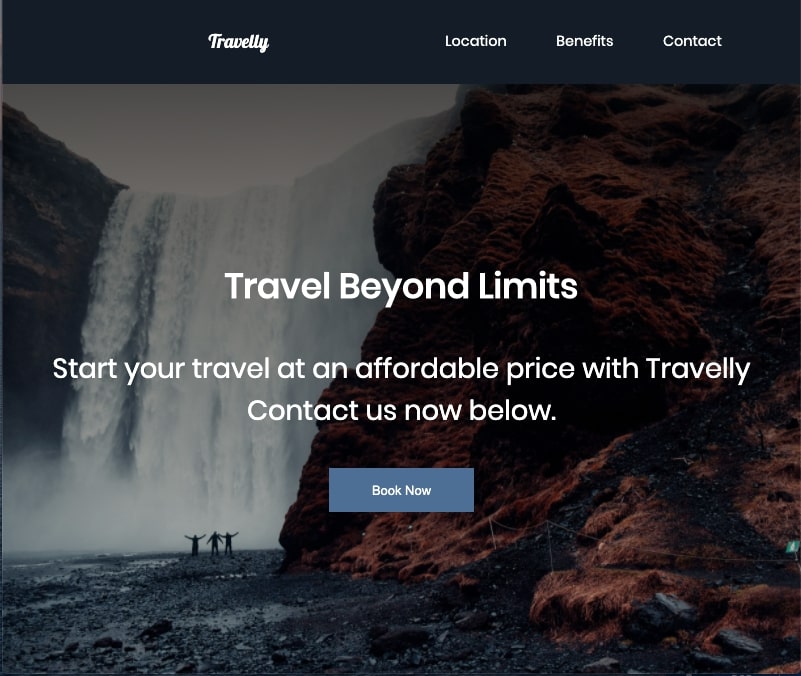 Travelly
Location Benefits Contact
Travel Beyond Limits
Start your travel at an affordable price with Travelly
Contact us now below.
Book Now